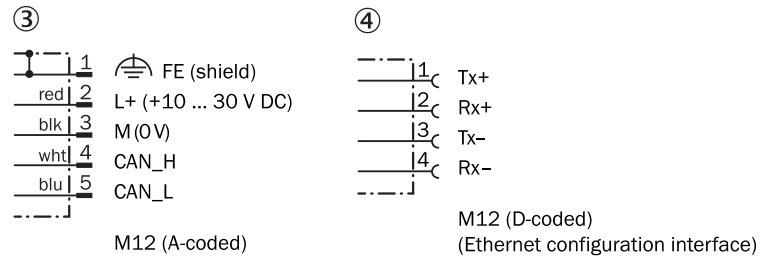 ③
1 FE (shield)
red 2 L+ (+10 ... 30 V DC)
blk 3 M (0 V)
wht 4 CAN_H
blu 5 CAN_L
M12 (A-coded)
④
1 Tx+
2 Rx+
3 Tx–
4 Rx–
M12 (D-coded)
(Ethernet configuration interface)